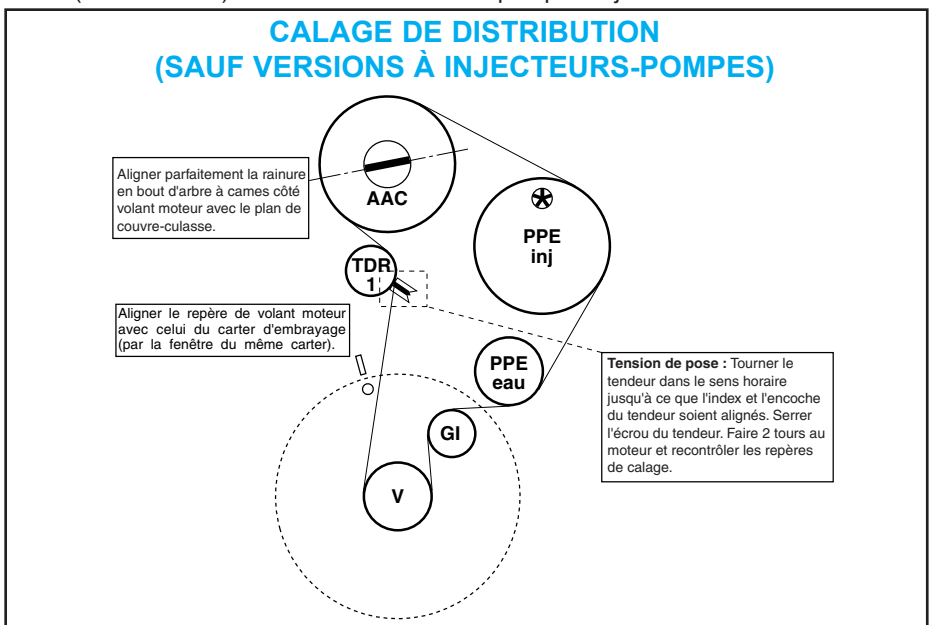 CALAGE DE DISTRIBUTION
(SAUF VERSIONS À INJECTEURS-POMPES)
Aligner parfaitement la rainure
en bout d'arbre à cames côté
volant moteur avec le plan de
couvre-culasse.
AAC
PPE
inj
TDR
1
Aligner le repère de volant moteur
avec celui du carter d'embrayage
(par la fenêtre du même carter).
PPE
eau
Tension de pose : Tourner le
tendeur dans le sens horaire
jusqu'à ce que l'index et l'encoche
du tendeur soient alignés. Serrer
l'écrou du tendeur. Faire 2 tours au
moteur et recontrôler les repères
de calage.
GI
V